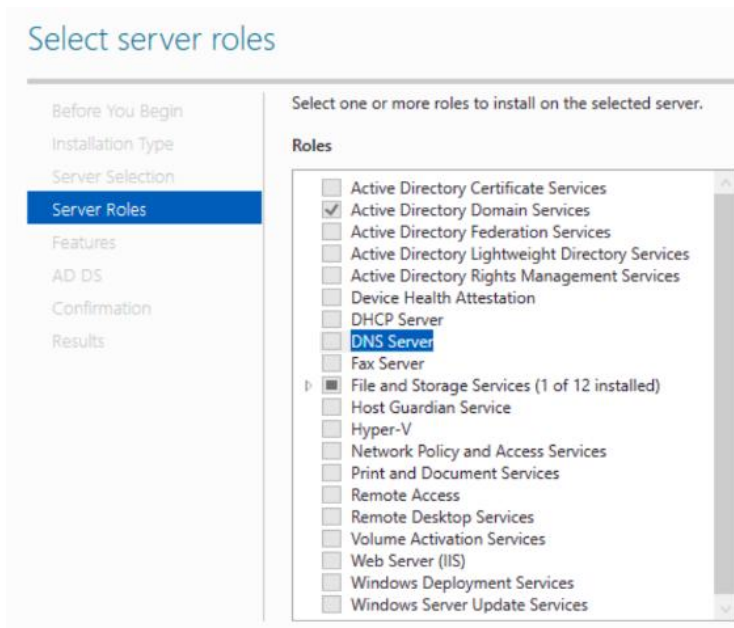 Select server roles
Before You Begin
Installation Type
Server Selection
Server Roles
Features
AD DS
Confirmation
Results
Select one or more roles to install on the selected server.
Roles
Active Directory Certificate Services
Active Directory Domain Services
Active Directory Federation Services
Active Directory Lightweight Directory Services
Active Directory Rights Management Services
Device Health Attestation
DHCP Server
DNS Server
Fax Server
File and Storage Services (1 of 12 installed)
Host Guardian Service
Hyper-V
Network Policy and Access Services
Print and Document Services
Remote Access
Remote Desktop Services
Volume Activation Services
Web Server (IIS)
Windows Deployment Services
Windows Server Update Services